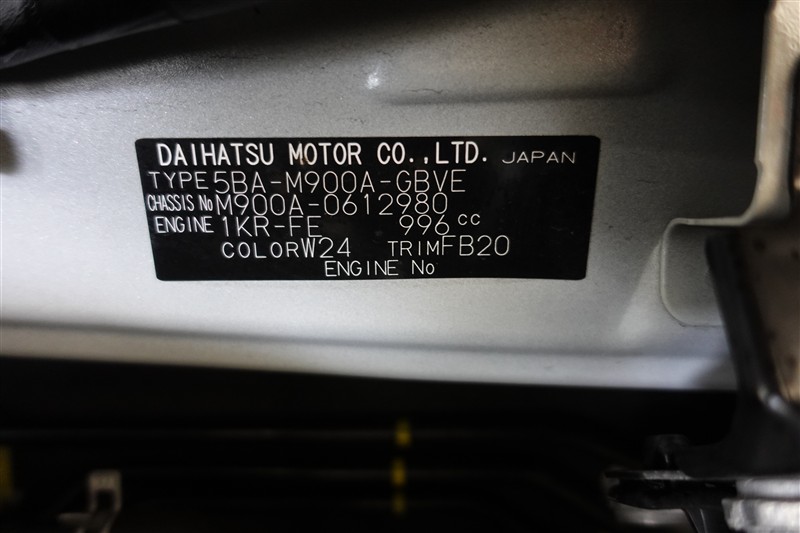 DAIHATSU MOTOR CO.,LTD. JAPAN
TYPE 5BA-M900A-GBVE
CHASSIS No M900A-0612980
ENGINE 1KR-FE 996 cc
COLOR W24 TRIM FB20
ENGINE No